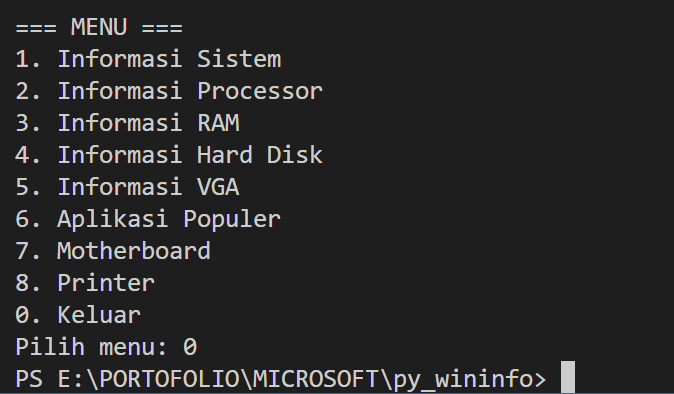 === MENU ===
1. Informasi Sistem
2. Informasi Processor
3. Informasi RAM
4. Informasi Hard Disk
5. Informasi VGA
6. Aplikasi Populer
7. Motherboard
8. Printer
0. Keluar
Pilih menu: 0
PS E:\PORTOFOLIO\MICROSOFT\py_wininfo>